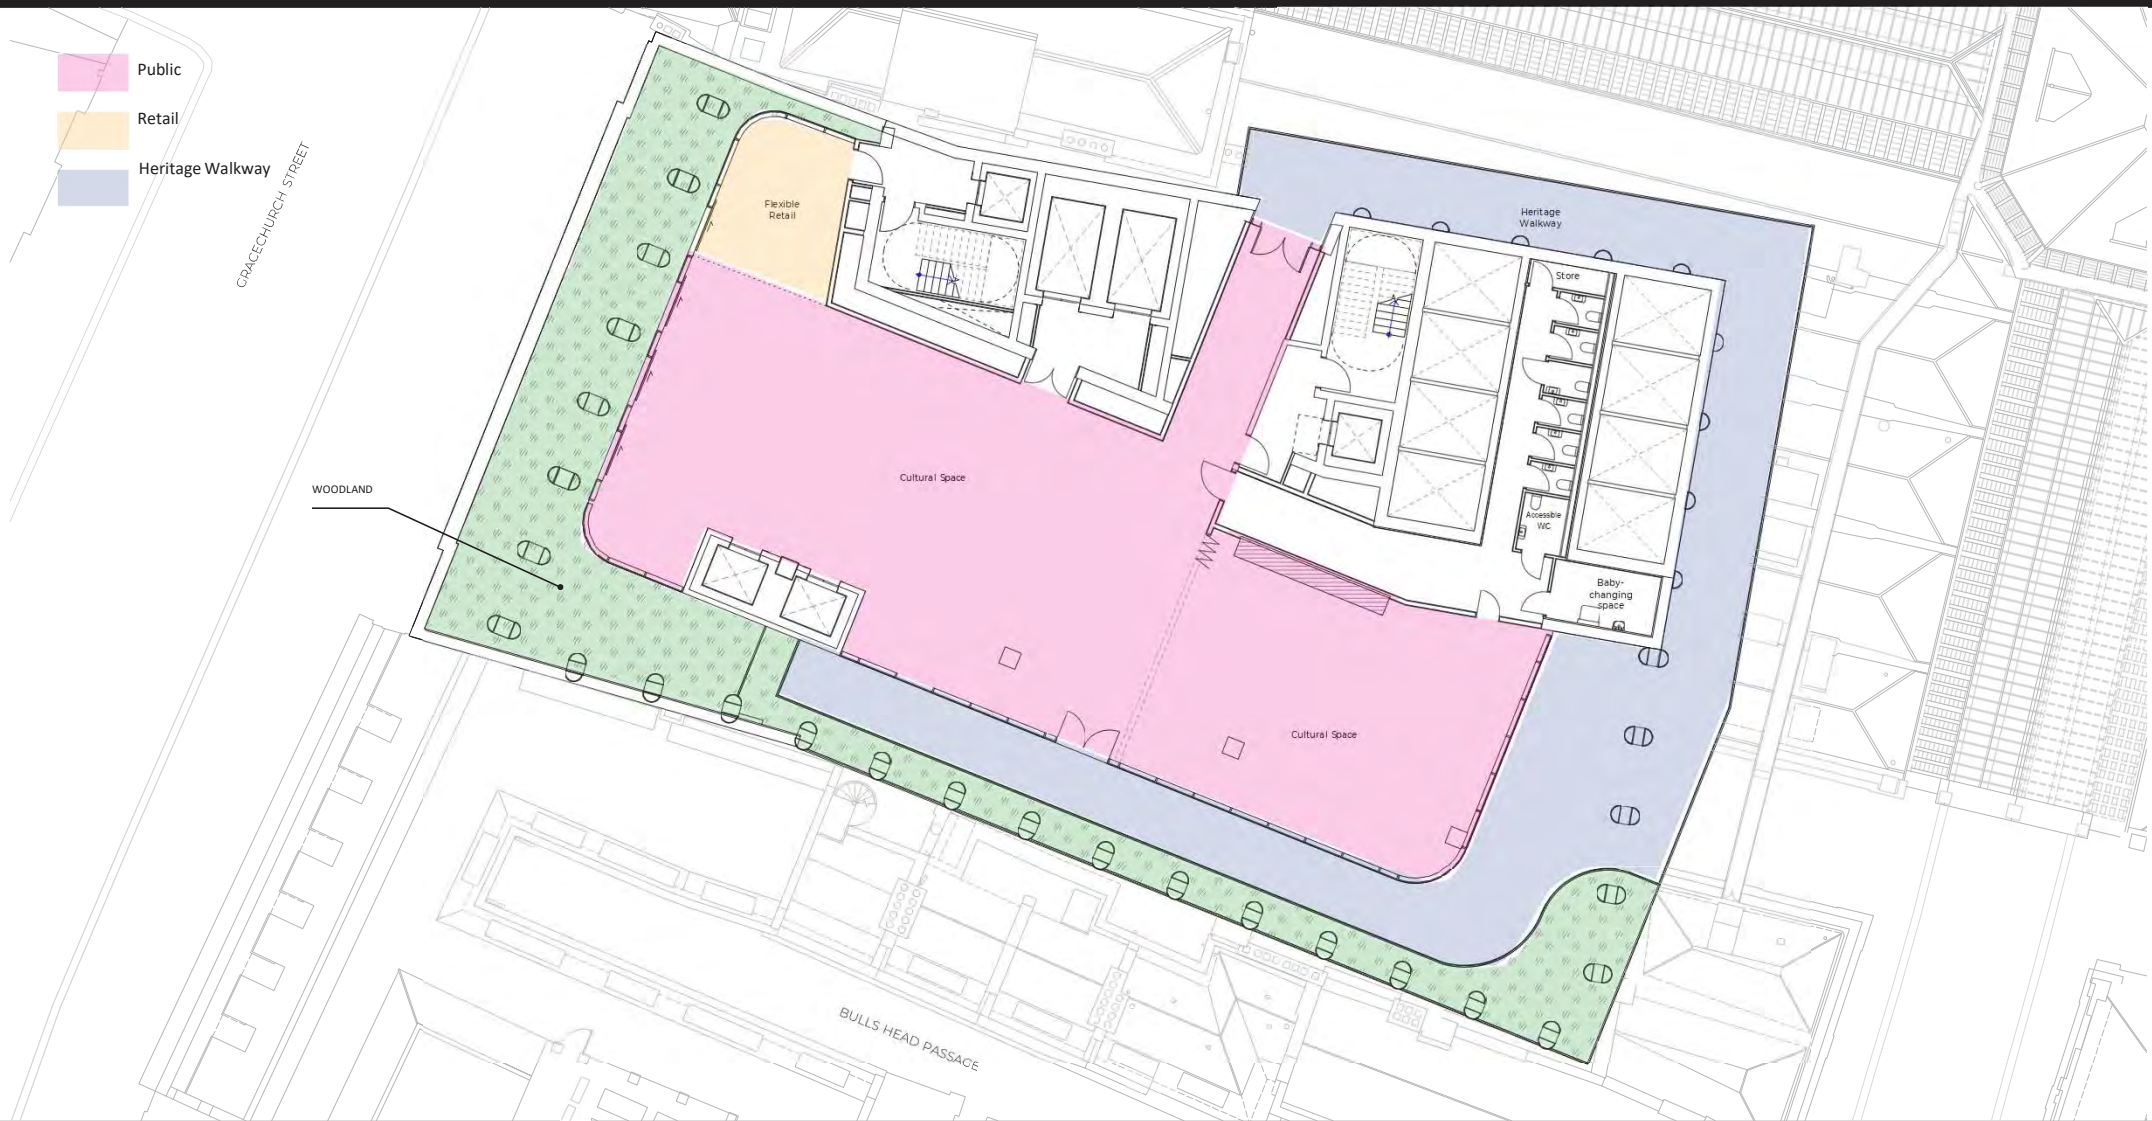 Public
Retail
Heritage Walkway
GRACECHURCH STREET
WOODLAND
Flexible
Retail
Heritage
Walkway
Store
Cultural Space
Accessible
WC
Baby-
changing
space
Cultural Space
BULLS HEAD PASSAGE